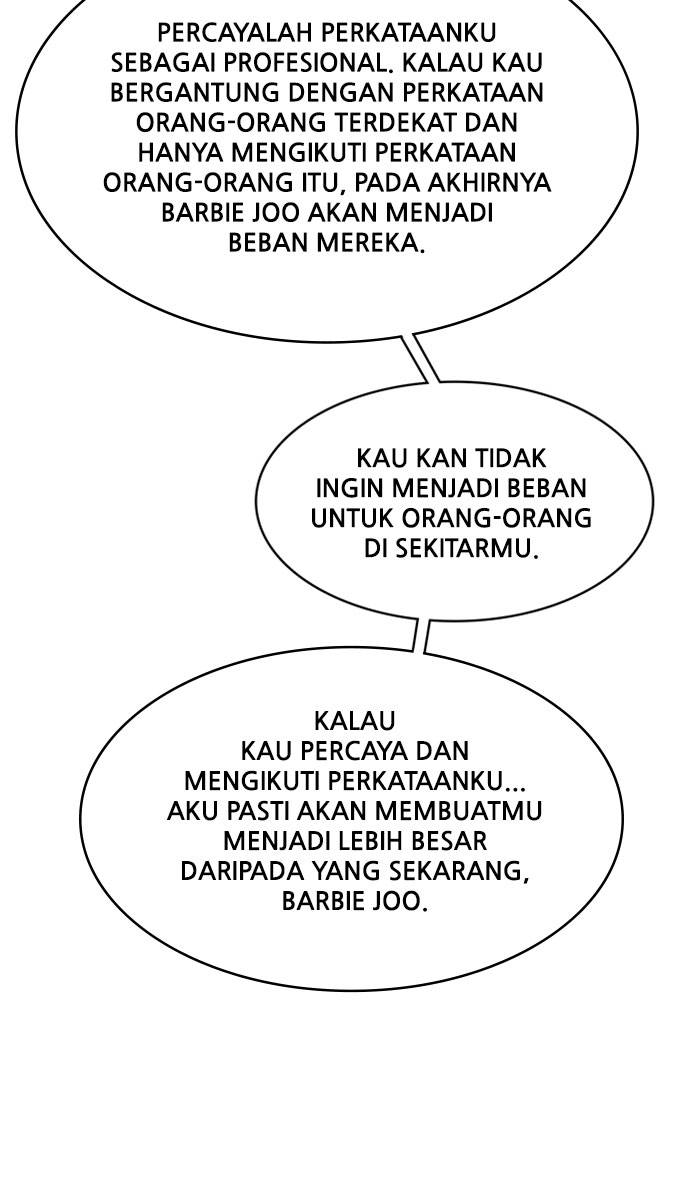 PERCAYALAH PERKATAANKU
SEBAGAI PROFESIONAL. KALAU KAU
BERGANTUNG DENGAN PERKATAAN
ORANG-ORANG TERDEKAT DAN
HANYA MENGIKUTI PERKATAAN
ORANG-ORANG ITU, PADA AKHIRNYA
BARBIE JOO AKAN MENJADI
BEBAN MEREKA.
KAU KAN TIDAK
INGIN MENJADI BEBAN
UNTUK ORANG-ORANG
DI SEKITARMU.
KALAU
KAU PERCAYA DAN
MENGIKUTI PERKATAANKU...
AKU PASTI AKAN MEMBUATMU
MENJADI LEBIH BESAR
DARIPADA YANG SEKARANG,
BARBIE JOO.